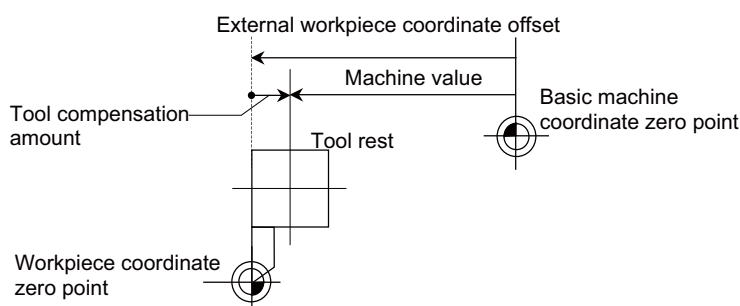 External workpiece coordinate offset
Machine value
Tool compensation
amount
Basic machine
coordinate zero point
Tool rest
Workpiece coordinate
zero point